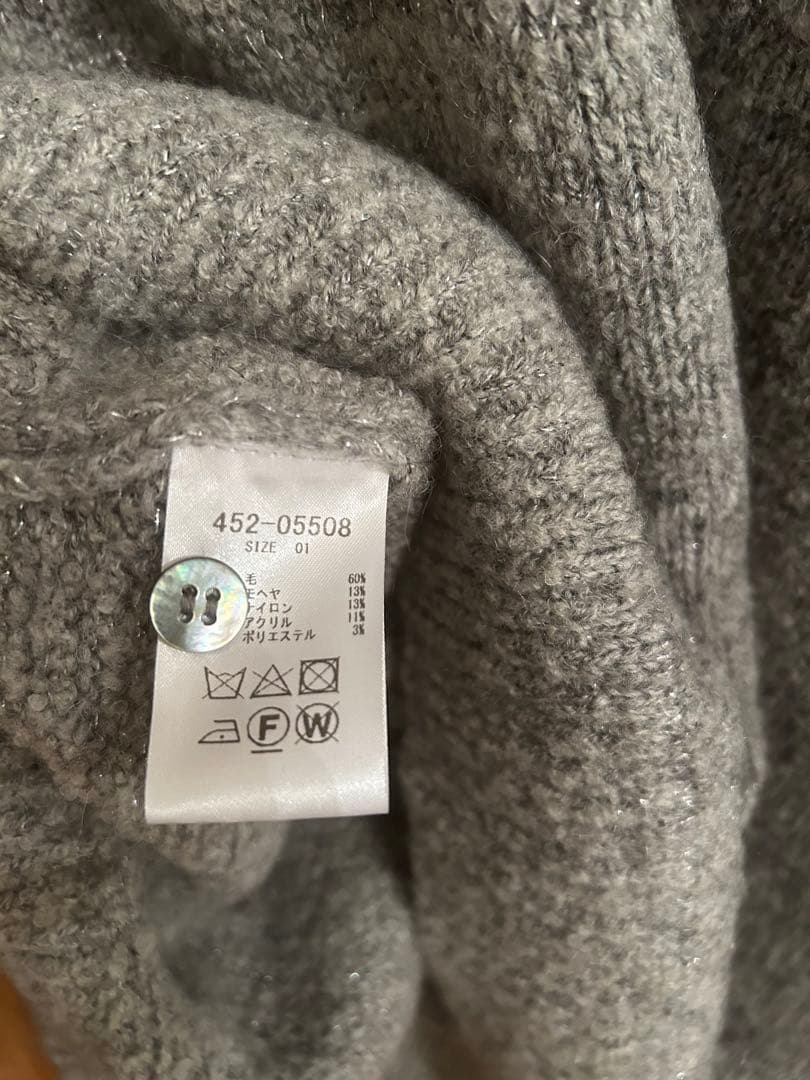 452-05508
SIZE 01
毛 60%
モヘヤ 13%
ナイロン 13%
アクリル 11%
ポリエステル 3%
F W